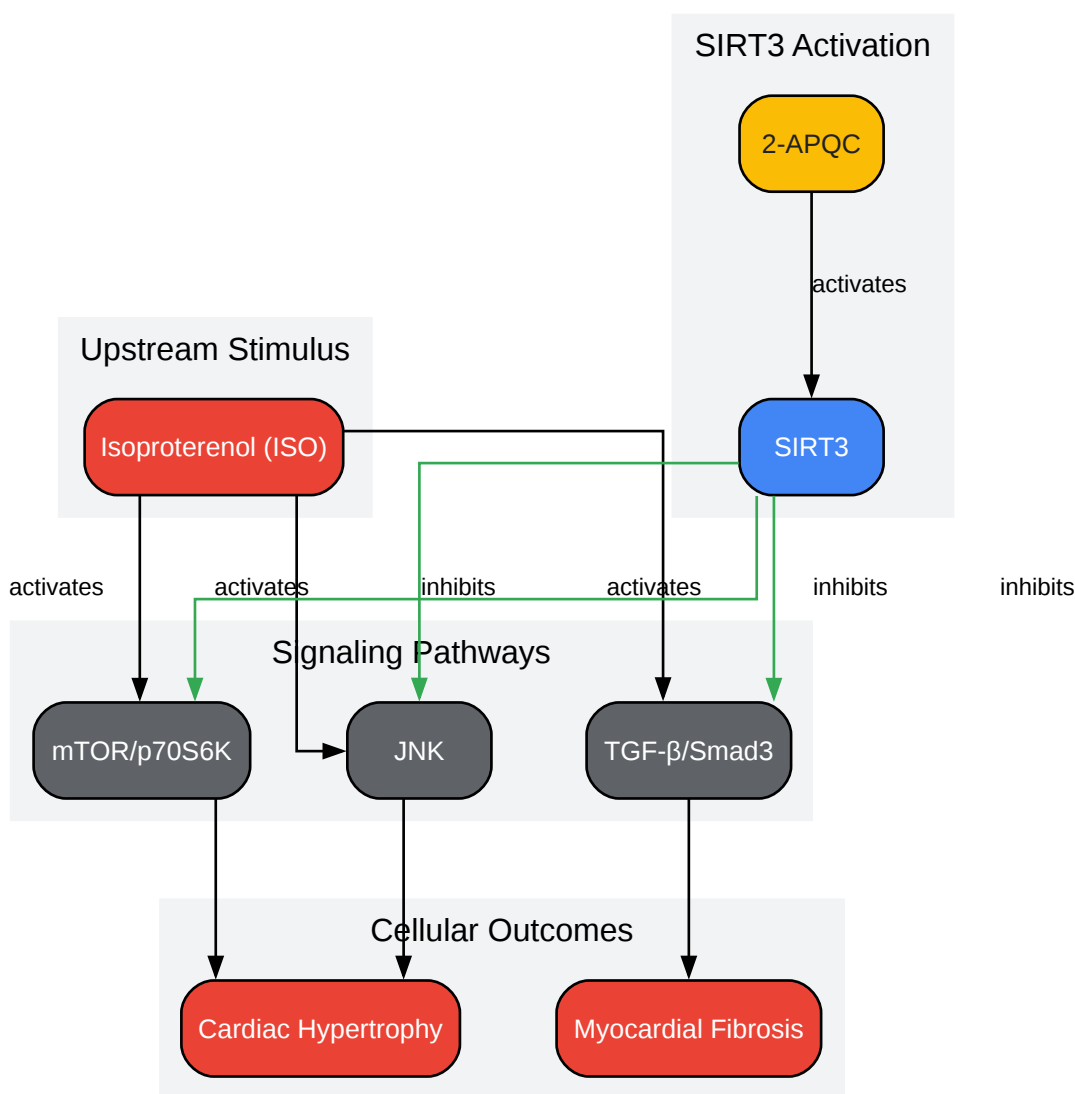 SIRT3 Activation
2-APQC
activates
Upstream Stimulus
Isoproterenol (ISO)
SIRT3
activates
activates
inhibits
activates
inhibits
inhibits
Signaling Pathways
mTOR/p70S6K
JNK
TGF-β/Smad3
Cellular Outcomes
Cardiac Hypertrophy
Myocardial Fibrosis